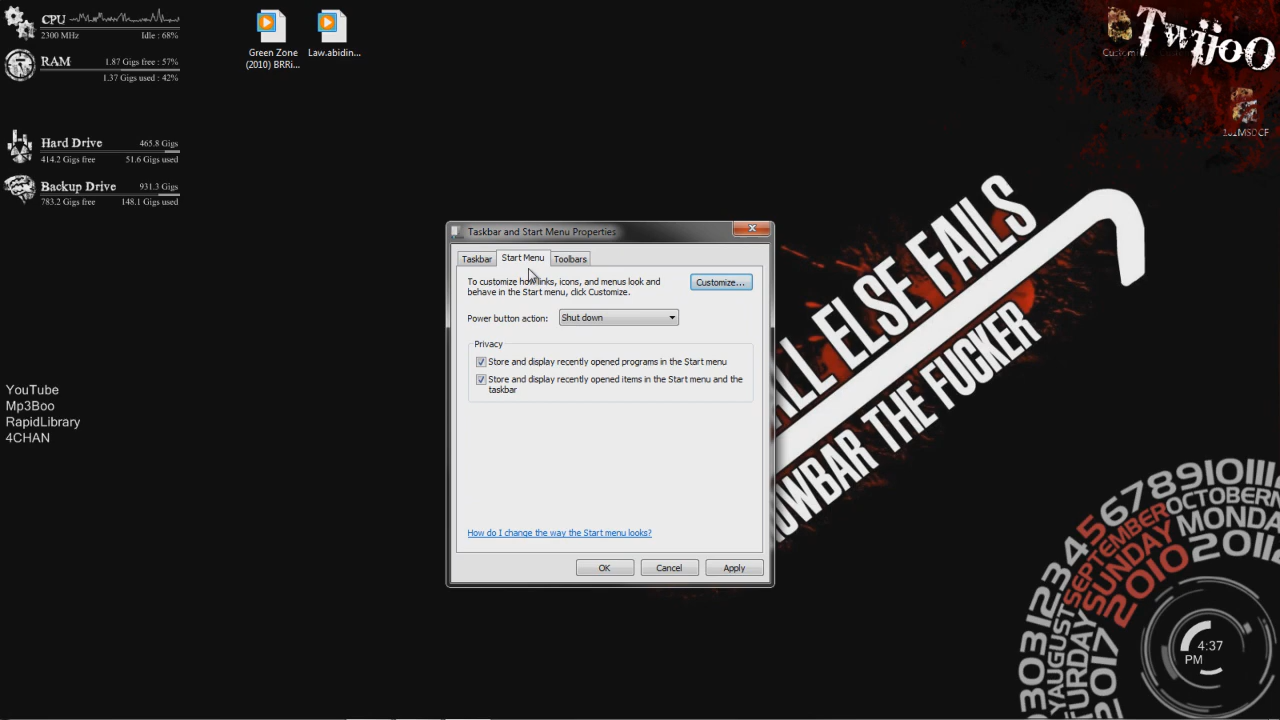 CPU
2300 MHz Idle : 68%
RAM 1.87 Gigs free : 57%
1.37 Gigs used : 42%
Hard Drive 465.8 Gigs
414.2 Gigs free 51.6 Gigs used
Backup Drive 931.3 Gigs
783.2 Gigs free 148.1 Gigs used
Green Zone
(2010) BRRi...
Law.abidin...
TwijoO
101MSDCF
YouTube
Mp3Boo
RapidLibrary
4CHAN
Taskbar and Start Menu Properties
Taskbar Start Menu Toolbars
To customize how links, icons, and menus look and
behave in the Start menu, click Customize.
Customize...
Power button action: Shut down
Privacy
Store and display recently opened programs in the Start menu
Store and display recently opened items in the Start menu and the
taskbar
How do I change the way the Start menu looks?
OK Cancel Apply
ALL ELSE FAILS
OWBAR THE FUCKER
SEPTEMBER
SUNDAY
2010
MONDA
2011
2017
4:37
PM